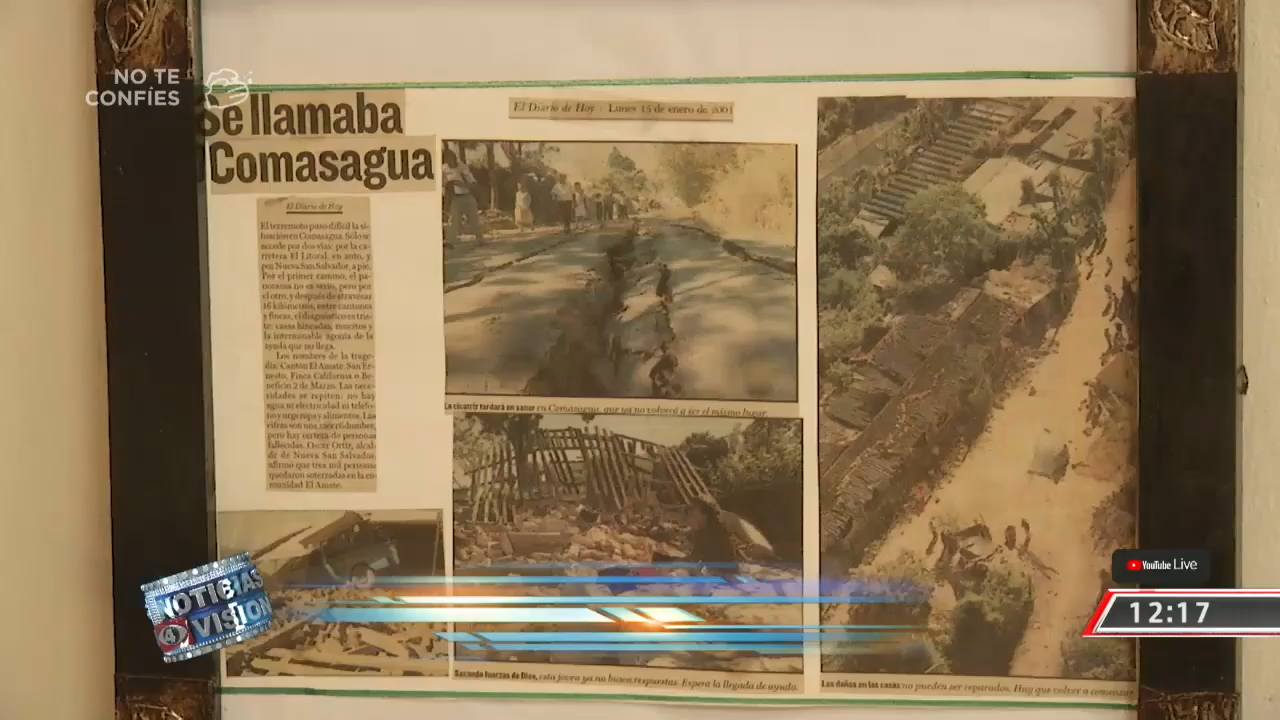 NO TE
CONFÍES
Se llamaba
Comasagua
El Diario de Hoy
El terremoto puso difícil la si-
tuación en Comasagua. Sólo se
accede por dos vías: por la ca-
rretera El Litoral, en auto, y
por Nueva San Salvador, a pie.
Por el primer camino, el pa-
norama no es serio, pero por
el otro, y después de atravesar
16 kilómetros, entre cantones
y fincas, el diagnóstico es tris-
te: casas hincadas, muertos y
la interminable agonía de la
ayuda que no llega.
Los nombres de la trage-
dia: Cantón El Amate, San Er-
nesto, Finca California o Be-
neficio 2 de Marzo. Las nece-
sidades se repiten: no hay
agua ni electricidad ni teléfo-
no y urge ropa y alimentos. Las
cifras son una incertidumbre,
pero hay certeza de personas
fallecidas. Oscar Ortiz, alcal-
de de Nueva San Salvador,
afirmó que tres mil personas
quedaron soterradas en la co-
munidad El Amate.
El Diario de Hoy Lunes 15 de enero de 2001
La cicatriz tardará en sanar en Comasagua, que ya no volverá a ser el mismo lugar.
Sacando fuerzas de Dios, esta joven ya no busca respuestas. Espera la llegada de ayuda.
Los daños en las casas no pueden ser reparados. Hay que volver a comenzar.
NOTICIAS
4 VISION
YouTube Live
12:17